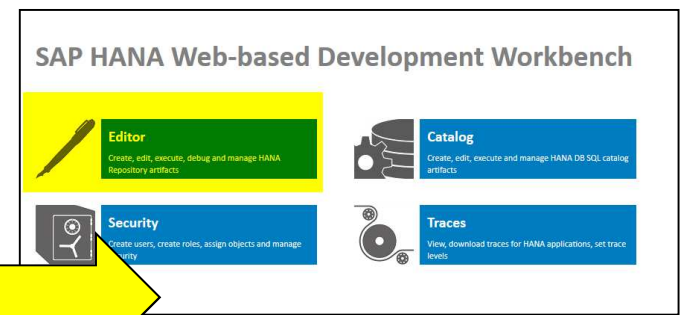 SAP HANA Web-based Development Workbench
Editor
Create, edit, execute, debug and manage HANA
Repository artifacts
Catalog
Create, edit, execute and manage HANA DB SQL catalog
artifacts
Security
Create users, create roles, assign objects and manage
Traces
View, download traces for HANA applications, set trace
levels